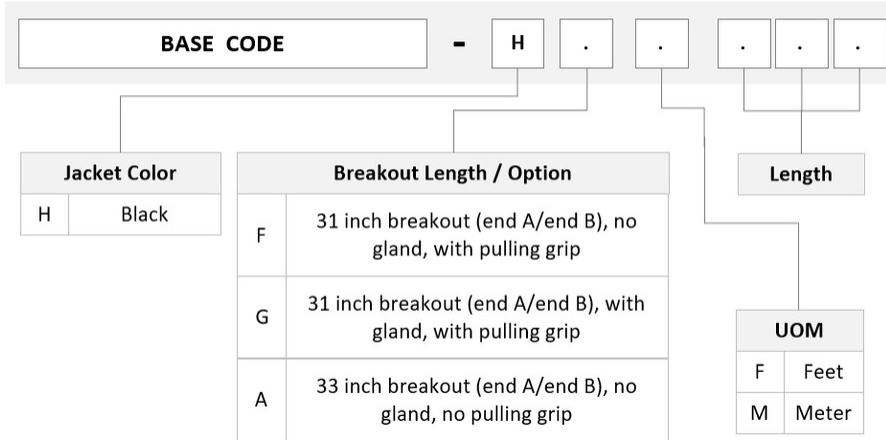 BASE CODE - H . . . . .
Jacket Color
H Black
Breakout Length / Option
F 31 inch breakout (end A/end B), no
gland, with pulling grip
G 31 inch breakout (end A/end B), with
gland, with pulling grip
A 33 inch breakout (end A/end B), no
gland, no pulling grip
Length
UOM
F Feet
M Meter